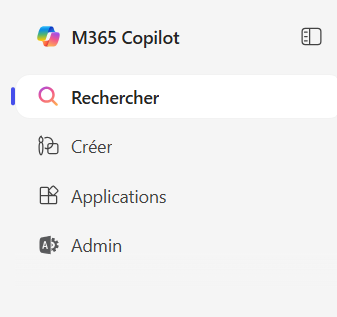 M365 Copilot
Rechercher
Créer
Applications
Admin